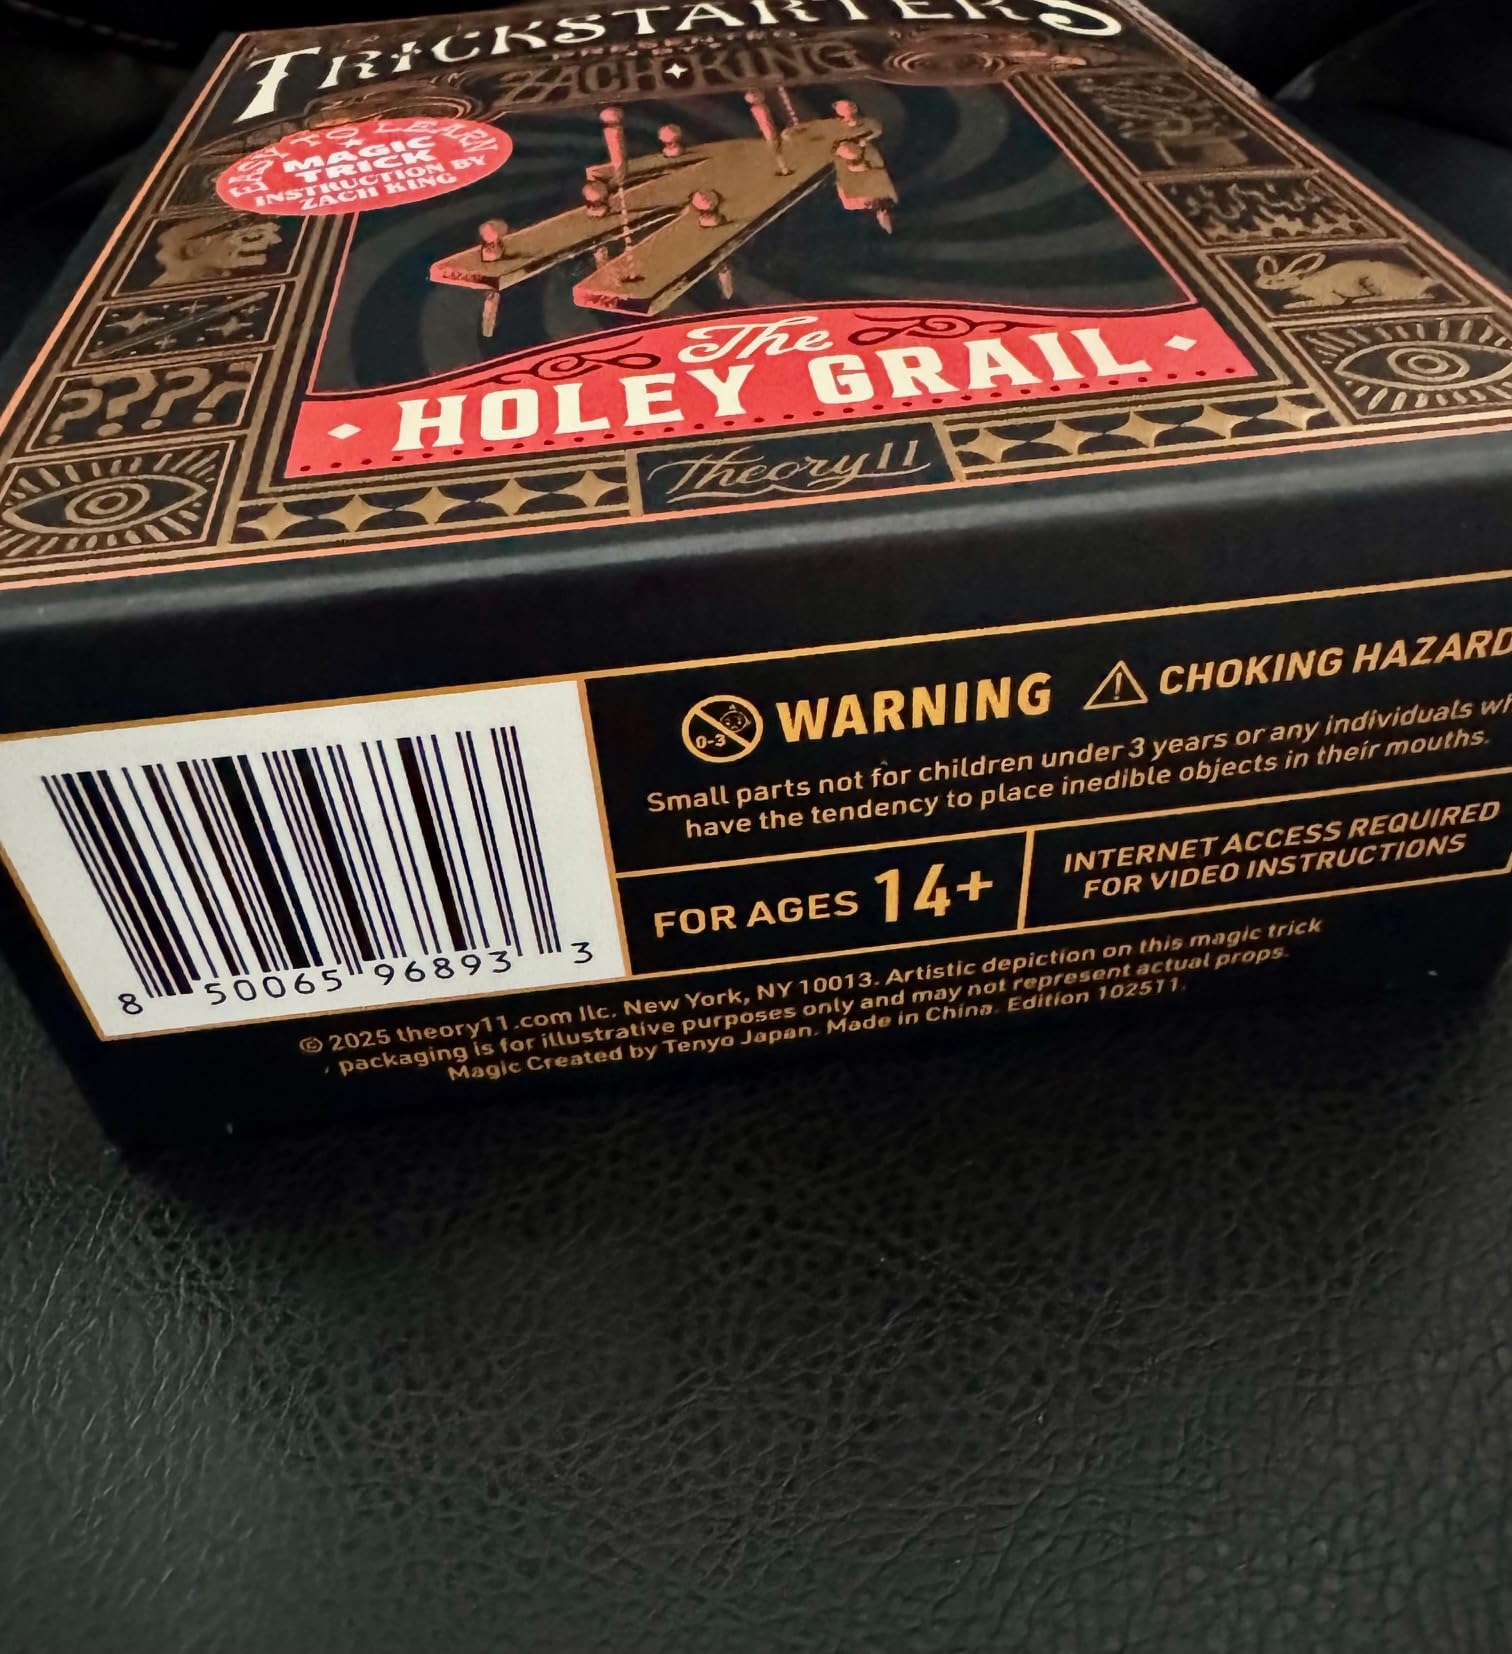 TRICKSTARTERS
PRESENTED
ZACH KING
EASY TO LEARN
MAGIC
TRICK
INSTRUCTION BY
ZACH KING
The
HOLEY GRAIL
????
Theory11
WARNING
CHOKING HAZARD
0-3
Small parts not for children under 3 years or any individuals wh
have the tendency to place inedible objects in their mouths.
FOR AGES 14+
INTERNET ACCESS REQUIRED
FOR VIDEO INSTRUCTIONS
8 50065 96893 3
© 2025 theory11.com llc. New York, NY 10013. Artistic depiction on this magic trick
packaging is for illustrative purposes only and may not represent actual props.
Magic Created by Tenyo Japan. Made in China. Edition 102511.